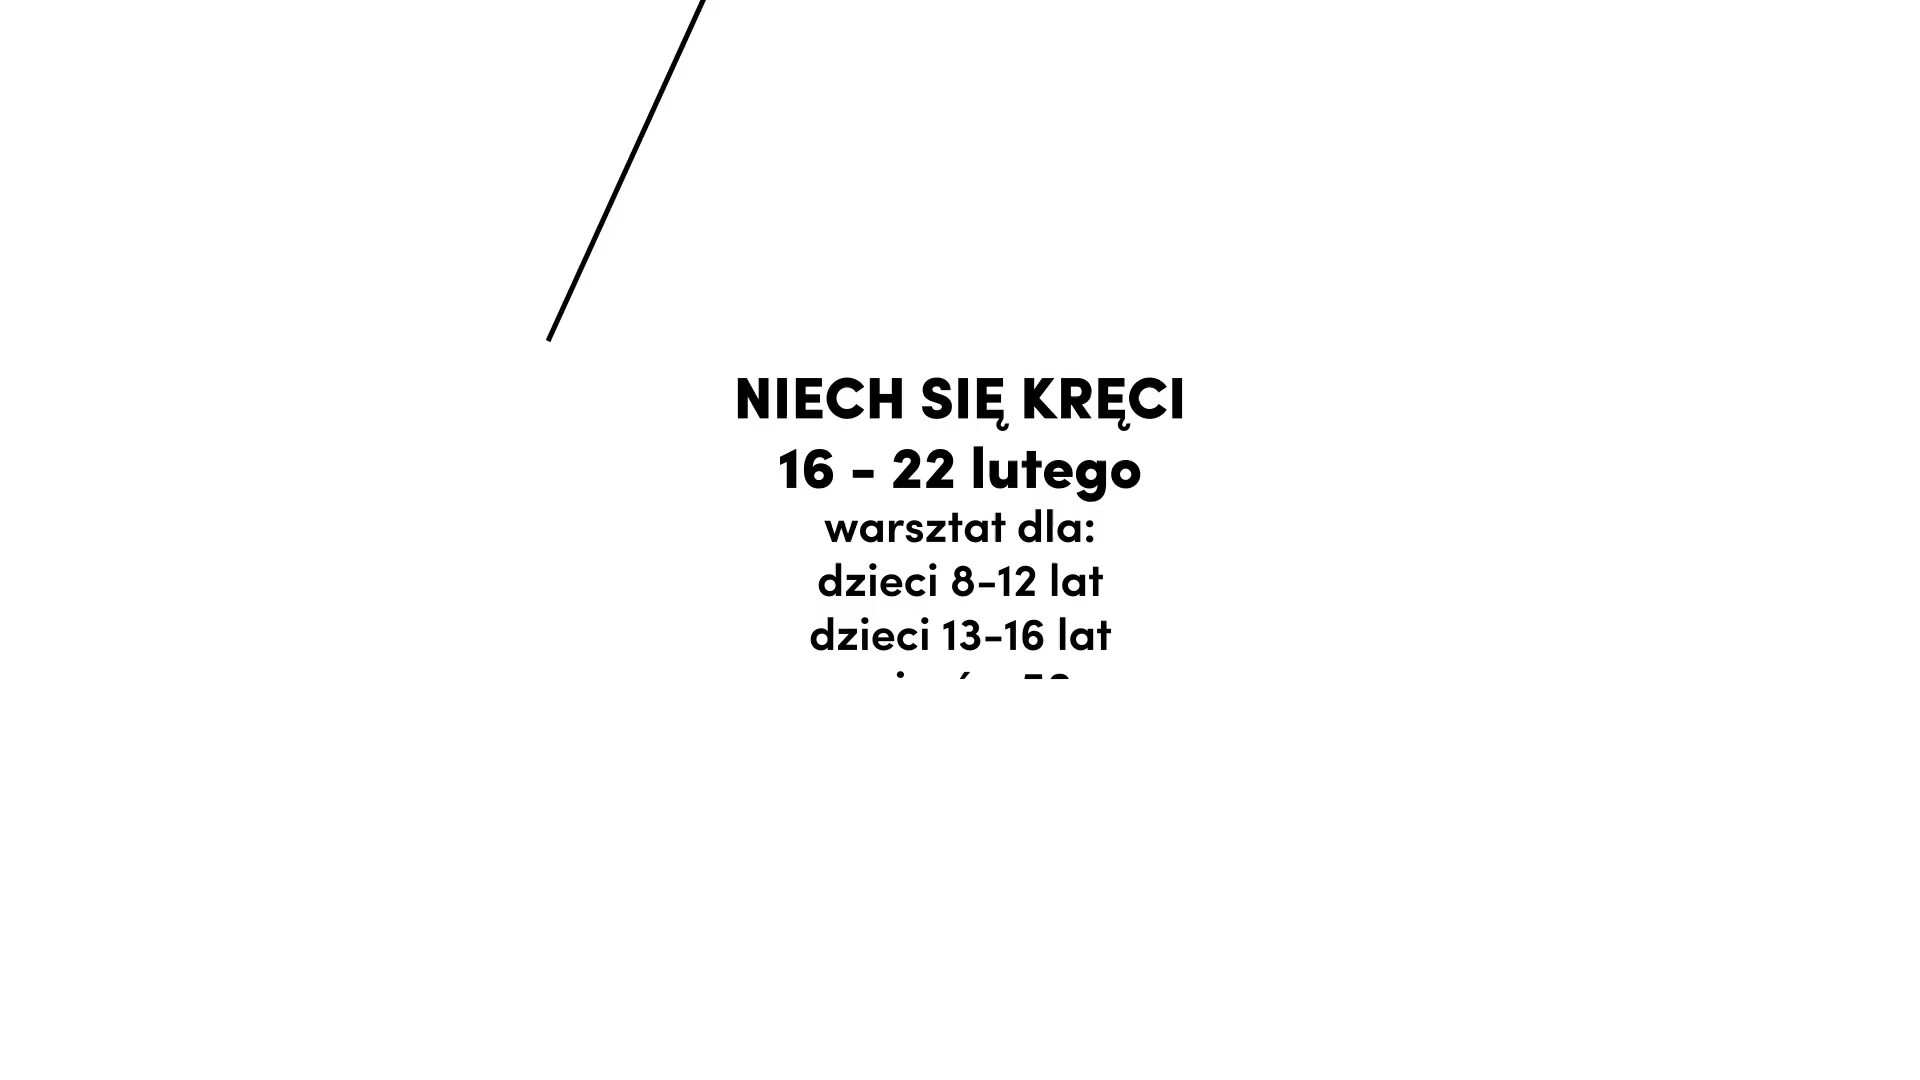 NIECH SIĘ KRĘCI
16 - 22 lutego
warsztat dla:
dzieci 8-12 lat
dzieci 13-16 lat